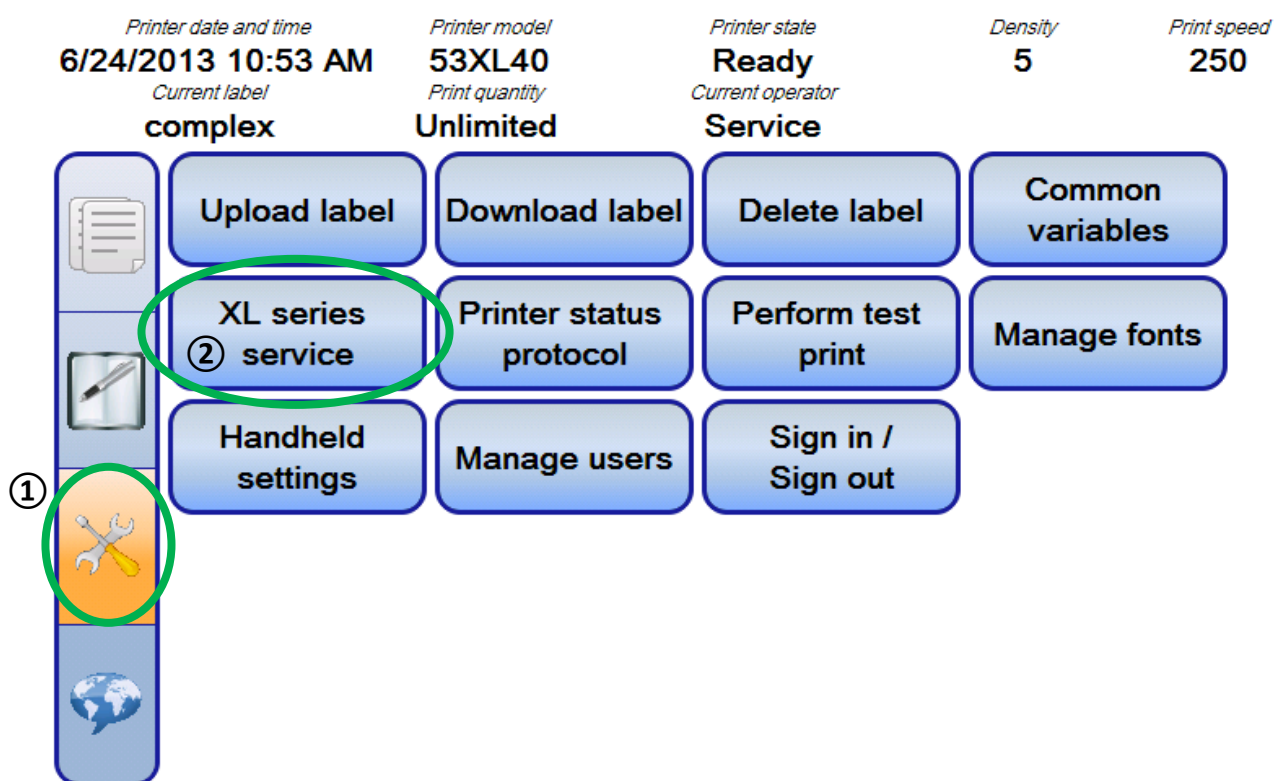 Printer date and time Printer model Printer state Density Print speed
6/24/2013 10:53 AM 53XL40 Ready 5 250
Current label Print quantity Current operator
complex Unlimited Service
Upload label Download label Delete label Common
variables
XL series
② service
Printer status
protocol
Perform test
print
Manage fonts
Handheld
settings
Manage users
Sign in /
Sign out
①